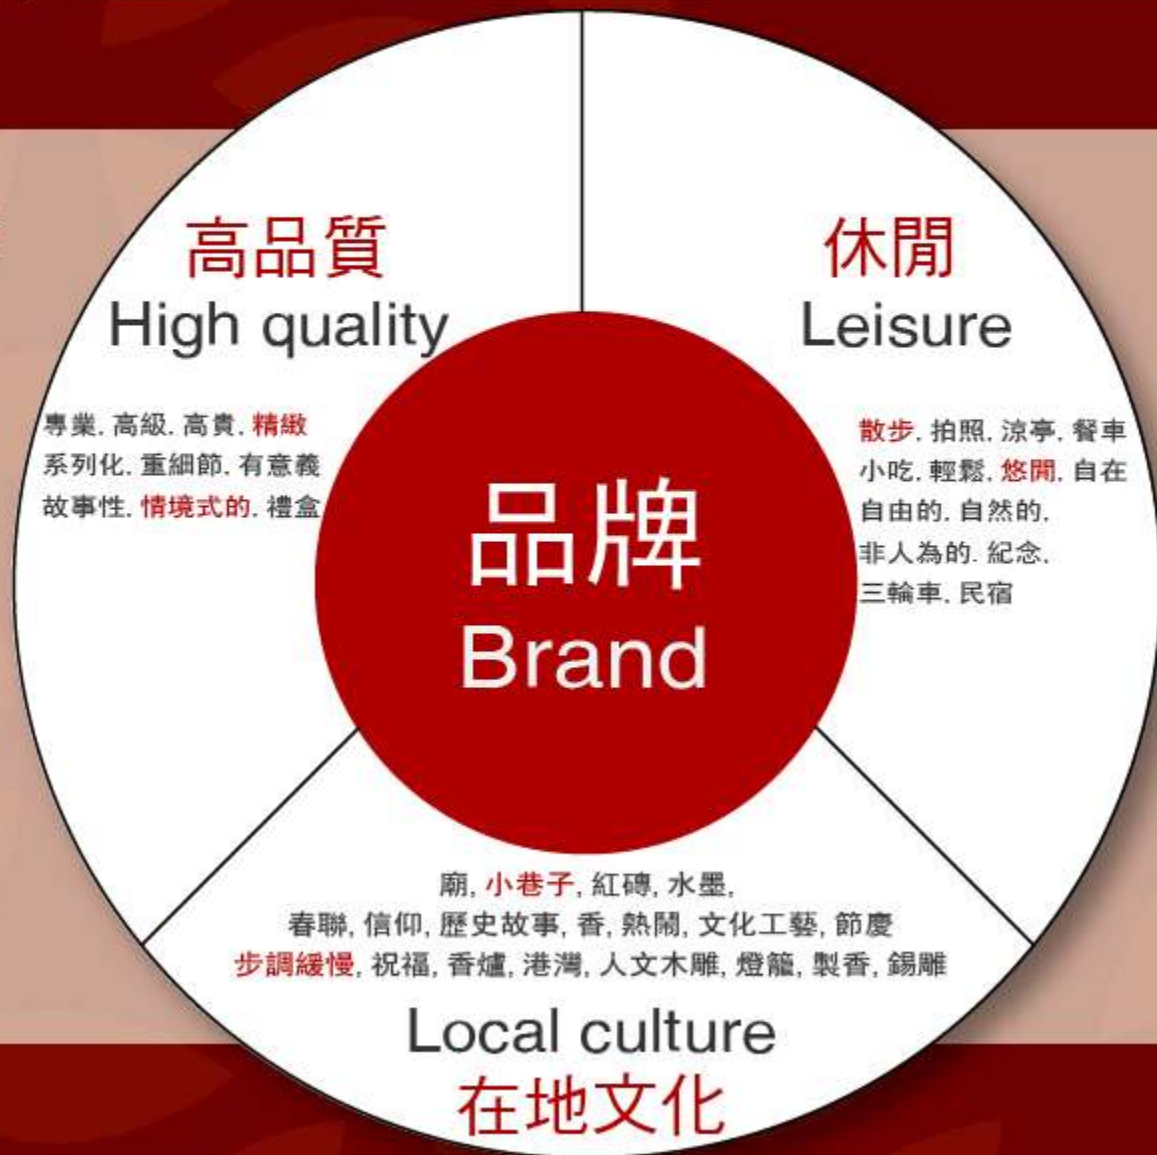 高品質
High quality
專業, 高級, 高貴, 精緻
系列化, 重細節, 有意義
故事性, 情境式的, 禮盒
休閒
Leisure
散步, 拍照, 涼亭, 餐車
小吃, 輕鬆, 悠閒, 自在
自由的, 自然的,
非人為的. 紀念,
三輪車, 民宿
品牌
Brand
廟, 小巷子, 紅磚, 水墨,
春聯, 信仰, 歷史故事, 香, 熱鬧, 文化工藝, 節慶
步調緩慢, 祝福, 香爐, 港灣, 人文木雕, 燈籠, 製香, 錫雕
Local culture
在地文化